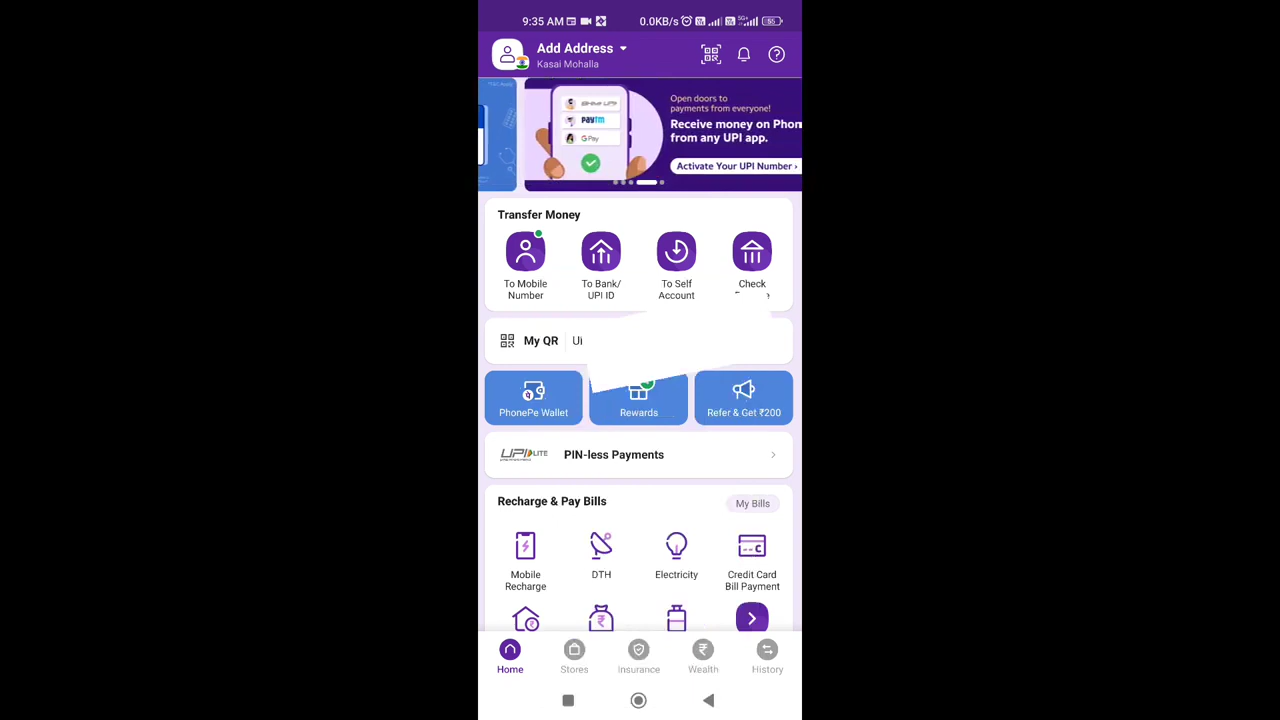 9:35 AM
0.0KB/s
55
Add Address
Kasai Mohalla
Open doors to
payments from everyone!
Receive money on Phon
from any UPI app.
Activate Your UPI Number ›
BHIM UPI
paytm
G Pay
Transfer Money
To Mobile
Number
To Bank/
UPI ID
To Self
Account
Check
My QR
PhonePe Wallet
Rewards
Refer & Get ₹200
UPI LITE
PIN-less Payments
Recharge & Pay Bills
My Bills
Mobile
Recharge
DTH
Electricity
Credit Card
Bill Payment
Home
Stores
Insurance
Wealth
History